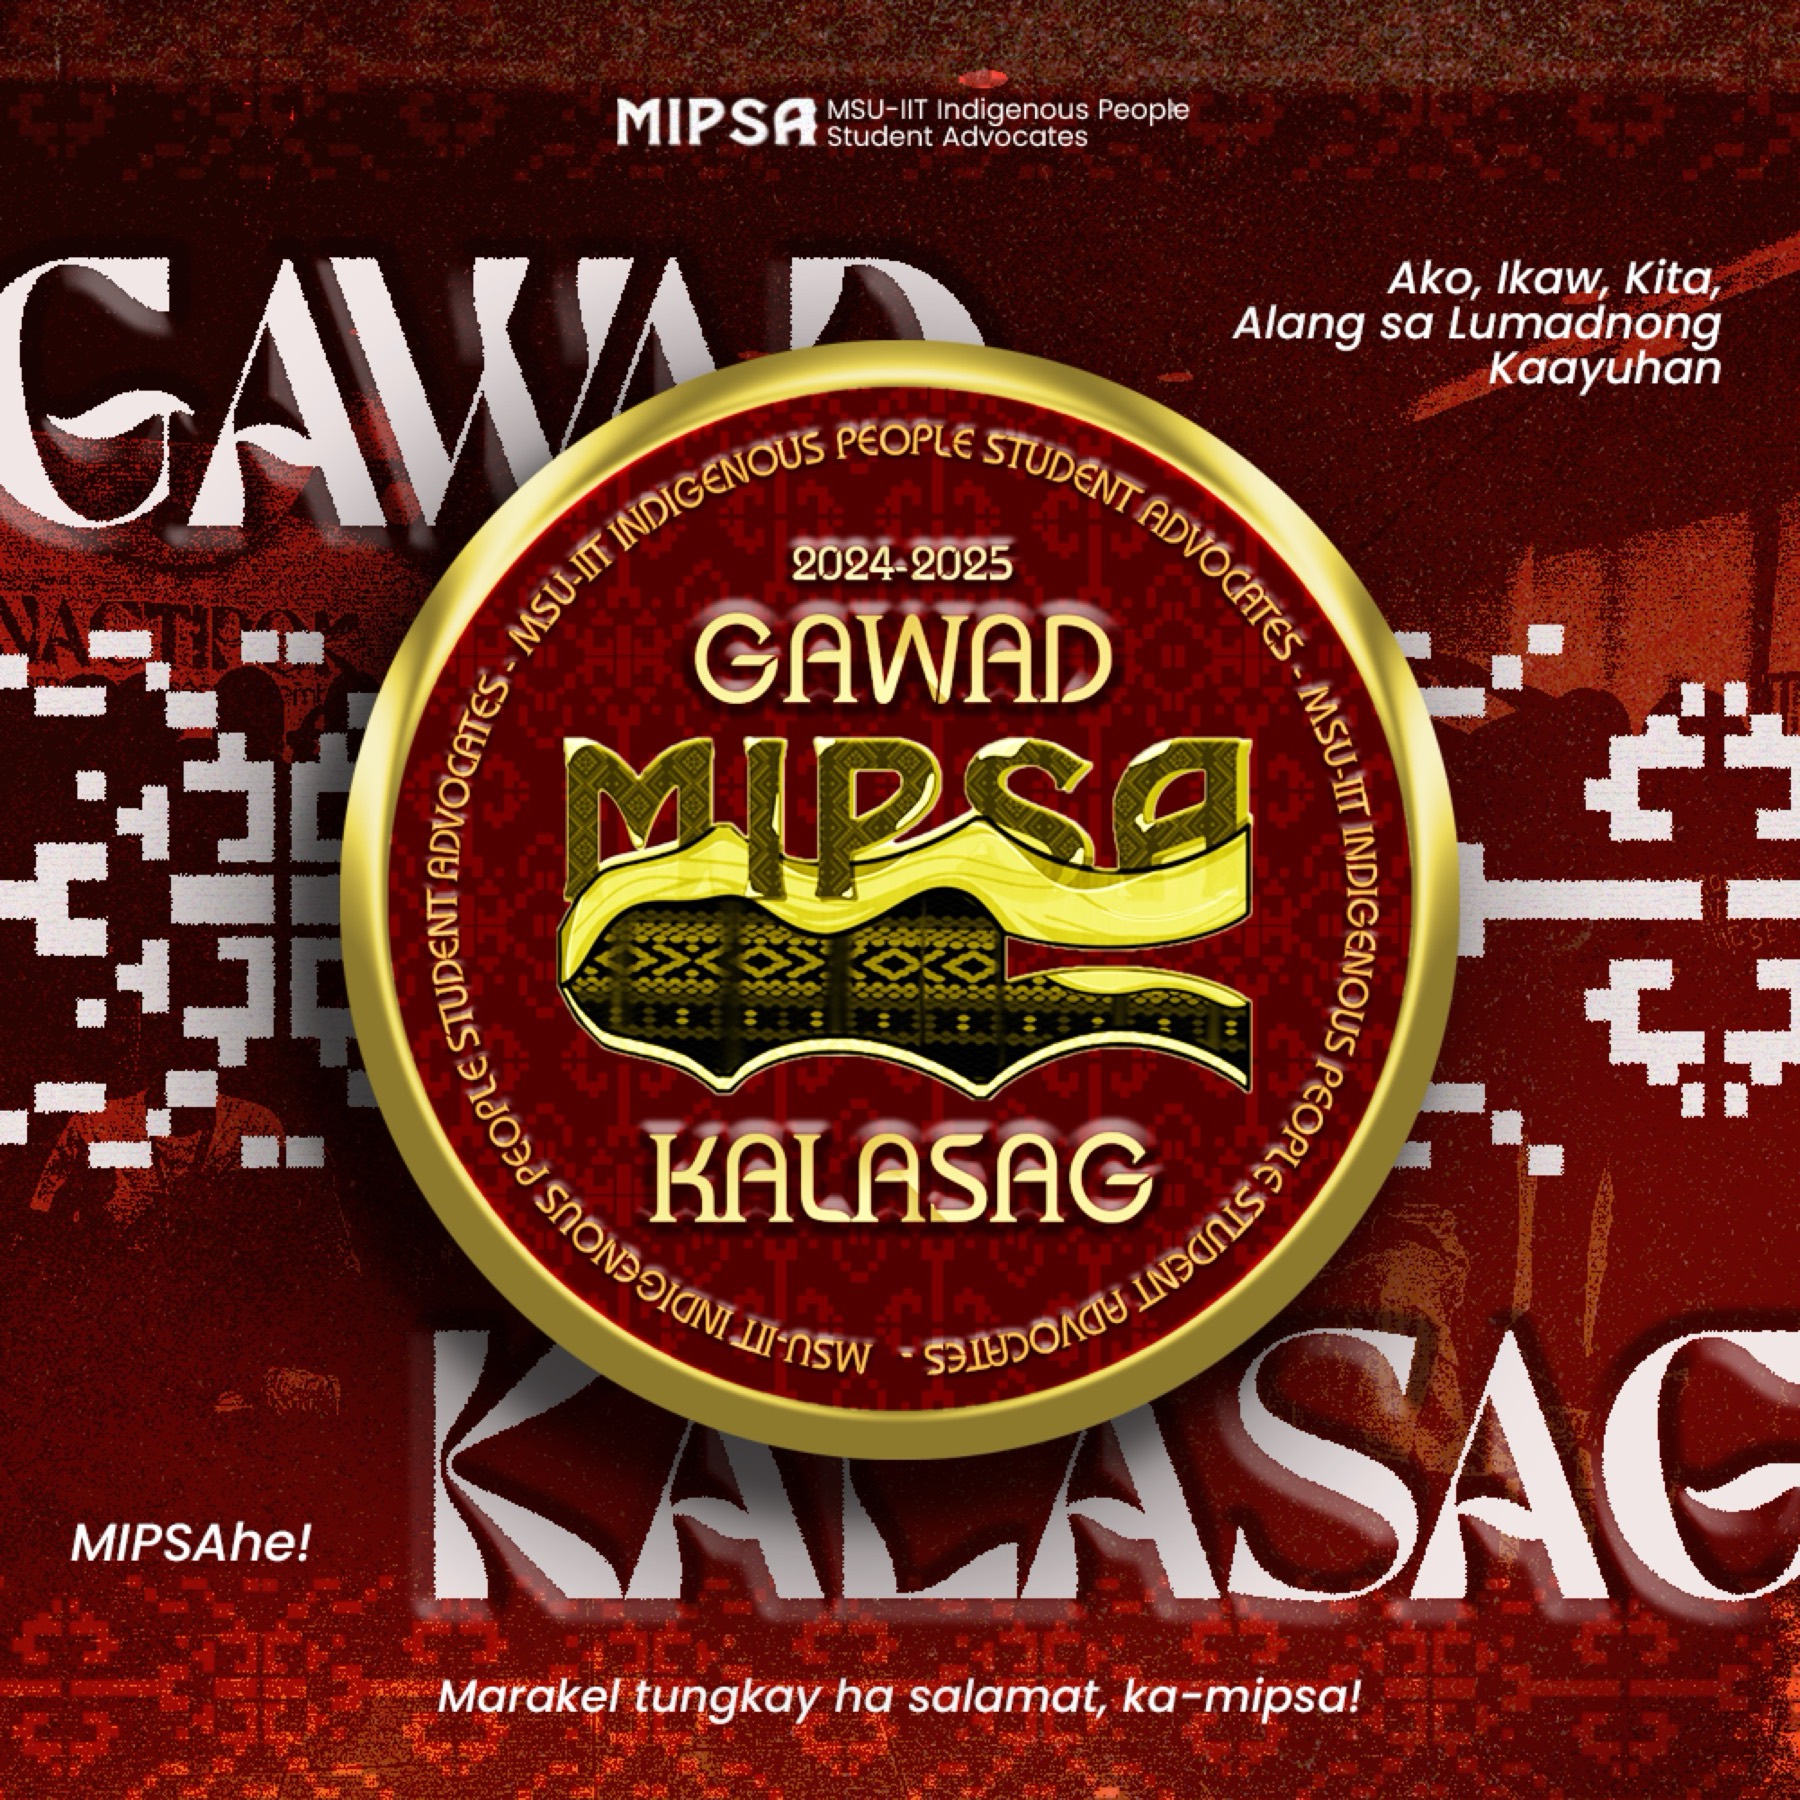 MIPSA MSU-IIT Indigenous People
Student Advocates
GAWAD
Ako, Ikaw, Kita,
Alang sa Lumadnong
Kaayuhan
MSU-IIT INDIGENOUS PEOPLE STUDENT ADVOCATES - MSU-IIT INDIGENOUS PEOPLE STUDENT ADVOCATES - MSU-IIT INDIGENOUS PEOPLE STUDENT ADVOCATES -
2024-2025
GAWAD
MIPSA
KALASAG
KALASAG
MIPSAhe!
Marakel tungkay ha salamat, ka-mipsa!